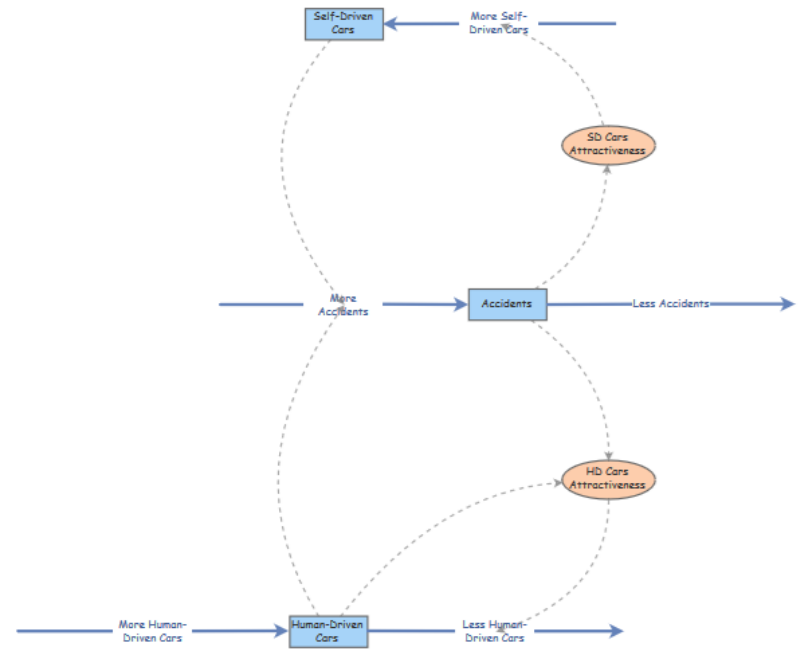 Self-Driven
Cars
More Self-
Driven Cars
SD Cars
Attractiveness
More
Accidents
Accidents
Less Accidents
HD Cars
Attractiveness
More Human-
Driven Cars
Human-Driven
Cars
Less Human-
Driven Cars